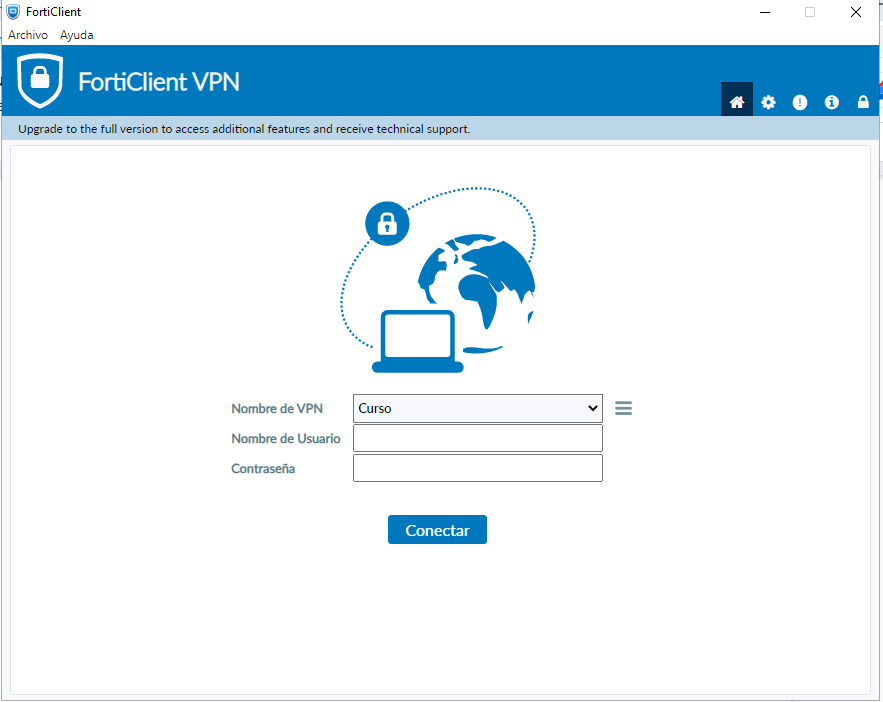 FortiClient
Archivo Ayuda
FortiClient VPN
Upgrade to the full version to access additional features and receive technical support.
Nombre de VPN Curso
Nombre de Usuario
Contraseña
Conectar